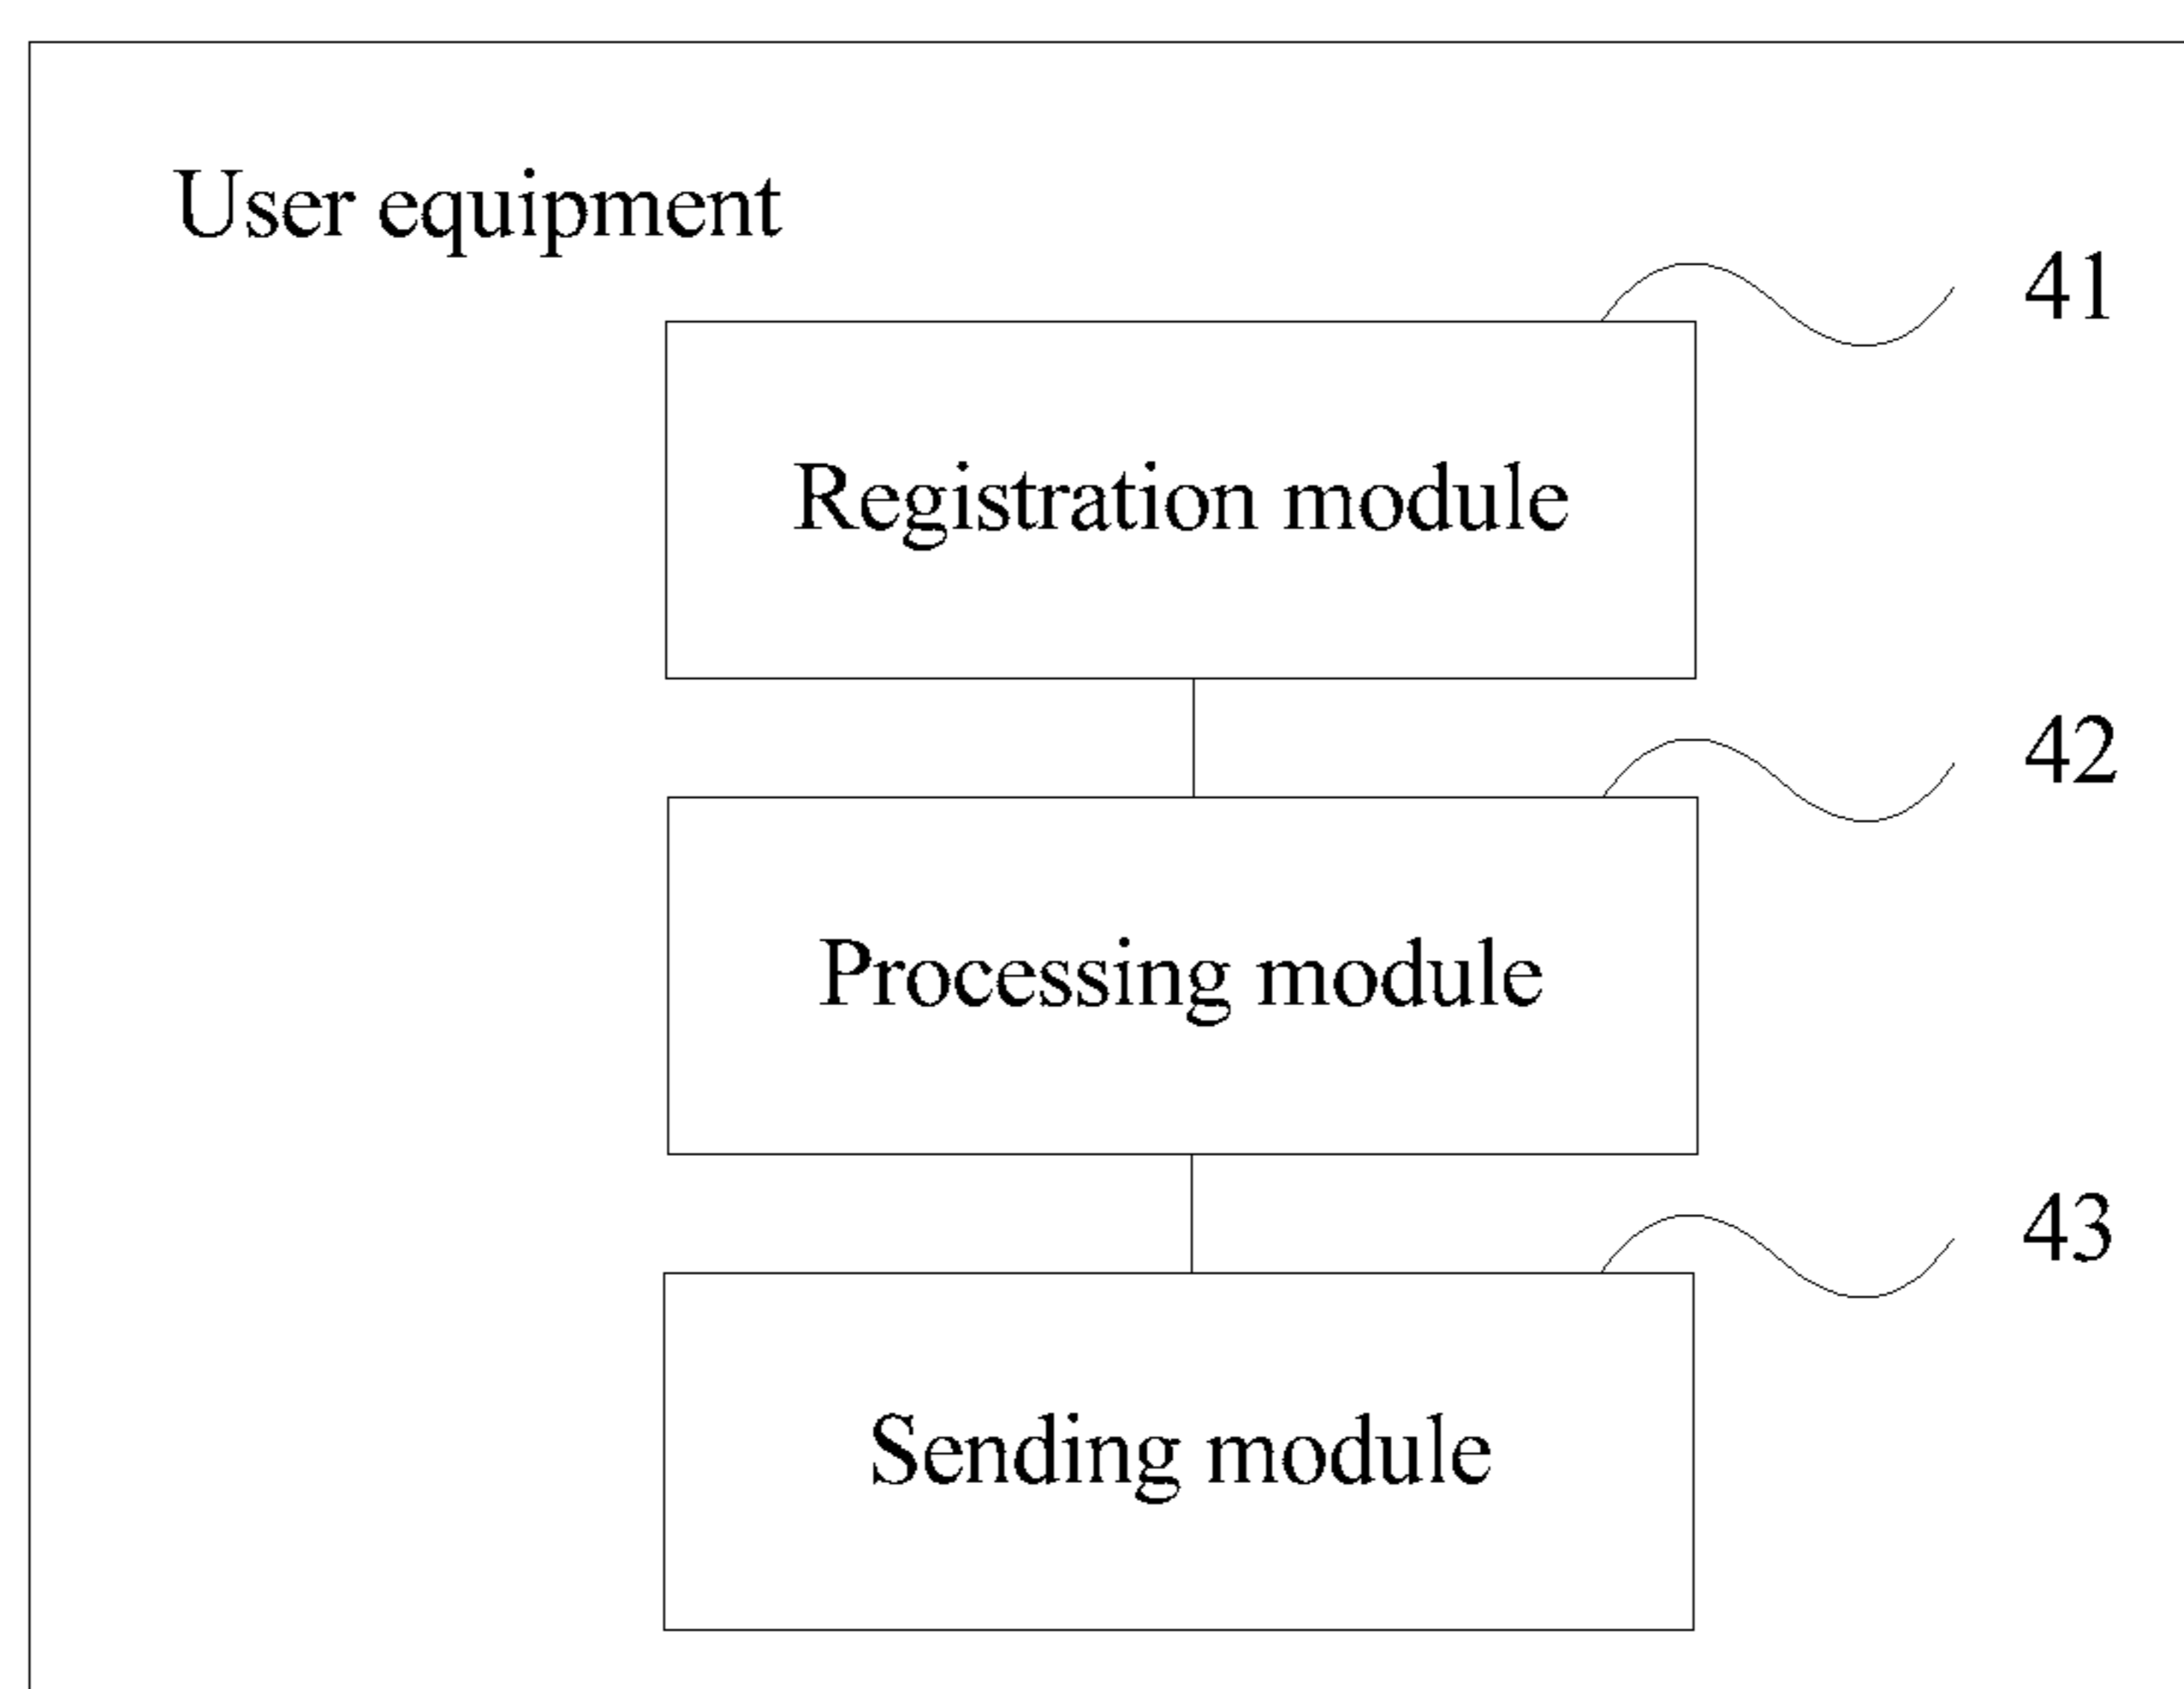 User equipment
41
Registration module
42
Processing module
43
Sending module